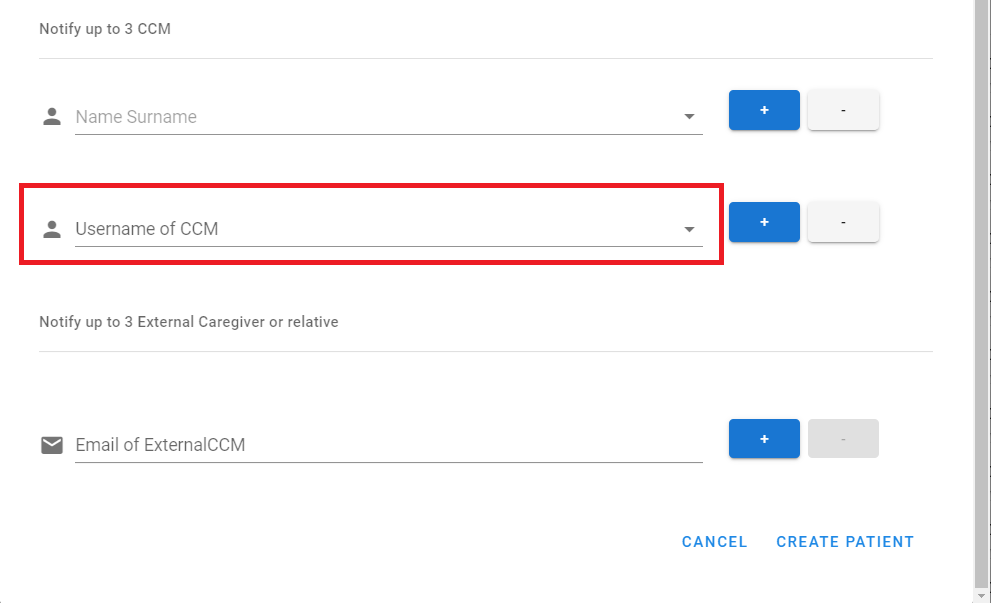 Notify up to 3 CCM
Name Surname
+ -
Username of CCM
+ -
Notify up to 3 External Caregiver or relative
Email of ExternalCCM
+ -
CANCEL CREATE PATIENT